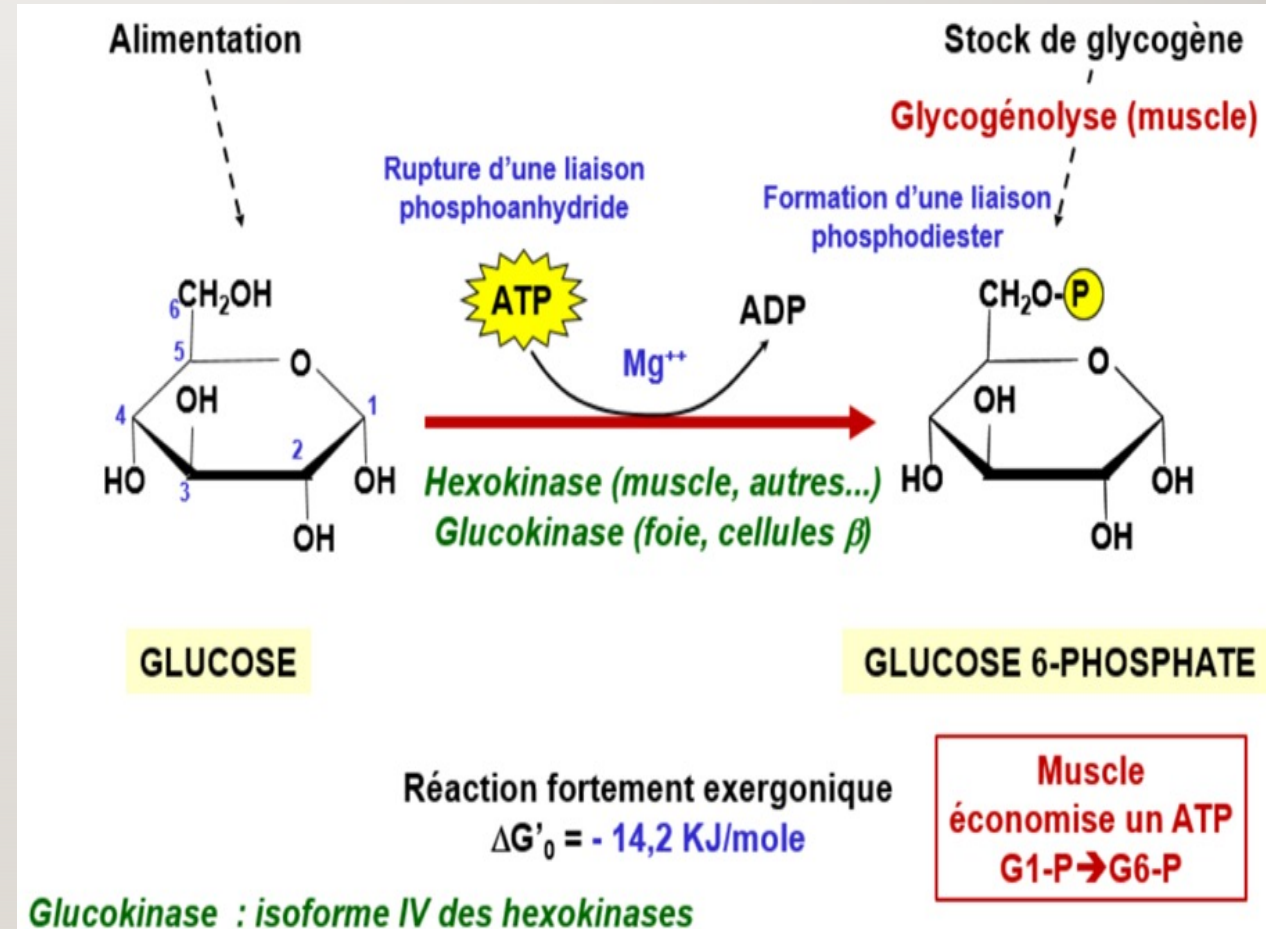 Alimentation
Stock de glycogène
Glycogénolyse (muscle)
Rupture d'une liaison
phosphoanhydride
Formation d'une liaison
phosphodiester
6
CH₂OH
ATP
ADP
CH₂O-P
5
O
Mg⁺⁺
O
4
OH
1
OH
2
HO
3
OH
Hexokinase (muscle, autres...)
HO
OH
OH
Glucokinase (foie, cellules β)
OH
GLUCOSE
GLUCOSE 6-PHOSPHATE
Réaction fortement exergonique
ΔG'₀ = - 14,2 KJ/mole
Muscle
économise un ATP
G1-P➔G6-P
Glucokinase : isoforme IV des hexokinases